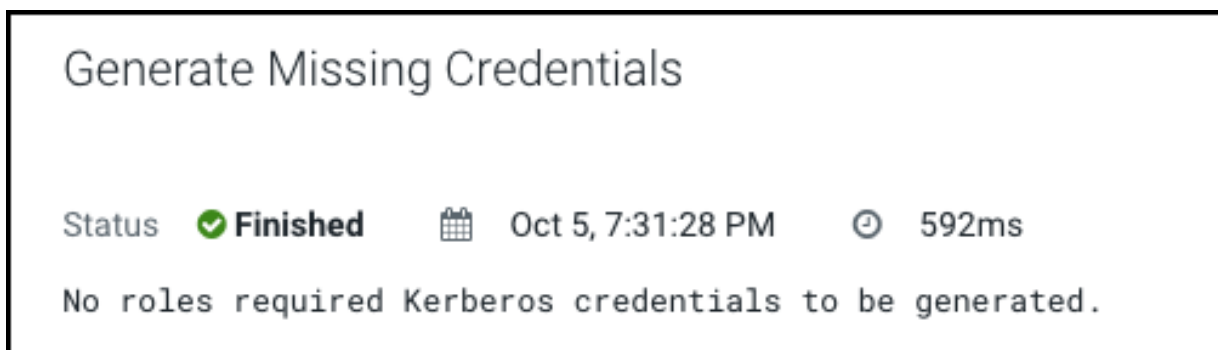 Generate Missing Credentials
Status Finished Oct 5, 7:31:28 PM 592ms
No roles required Kerberos credentials to be generated.